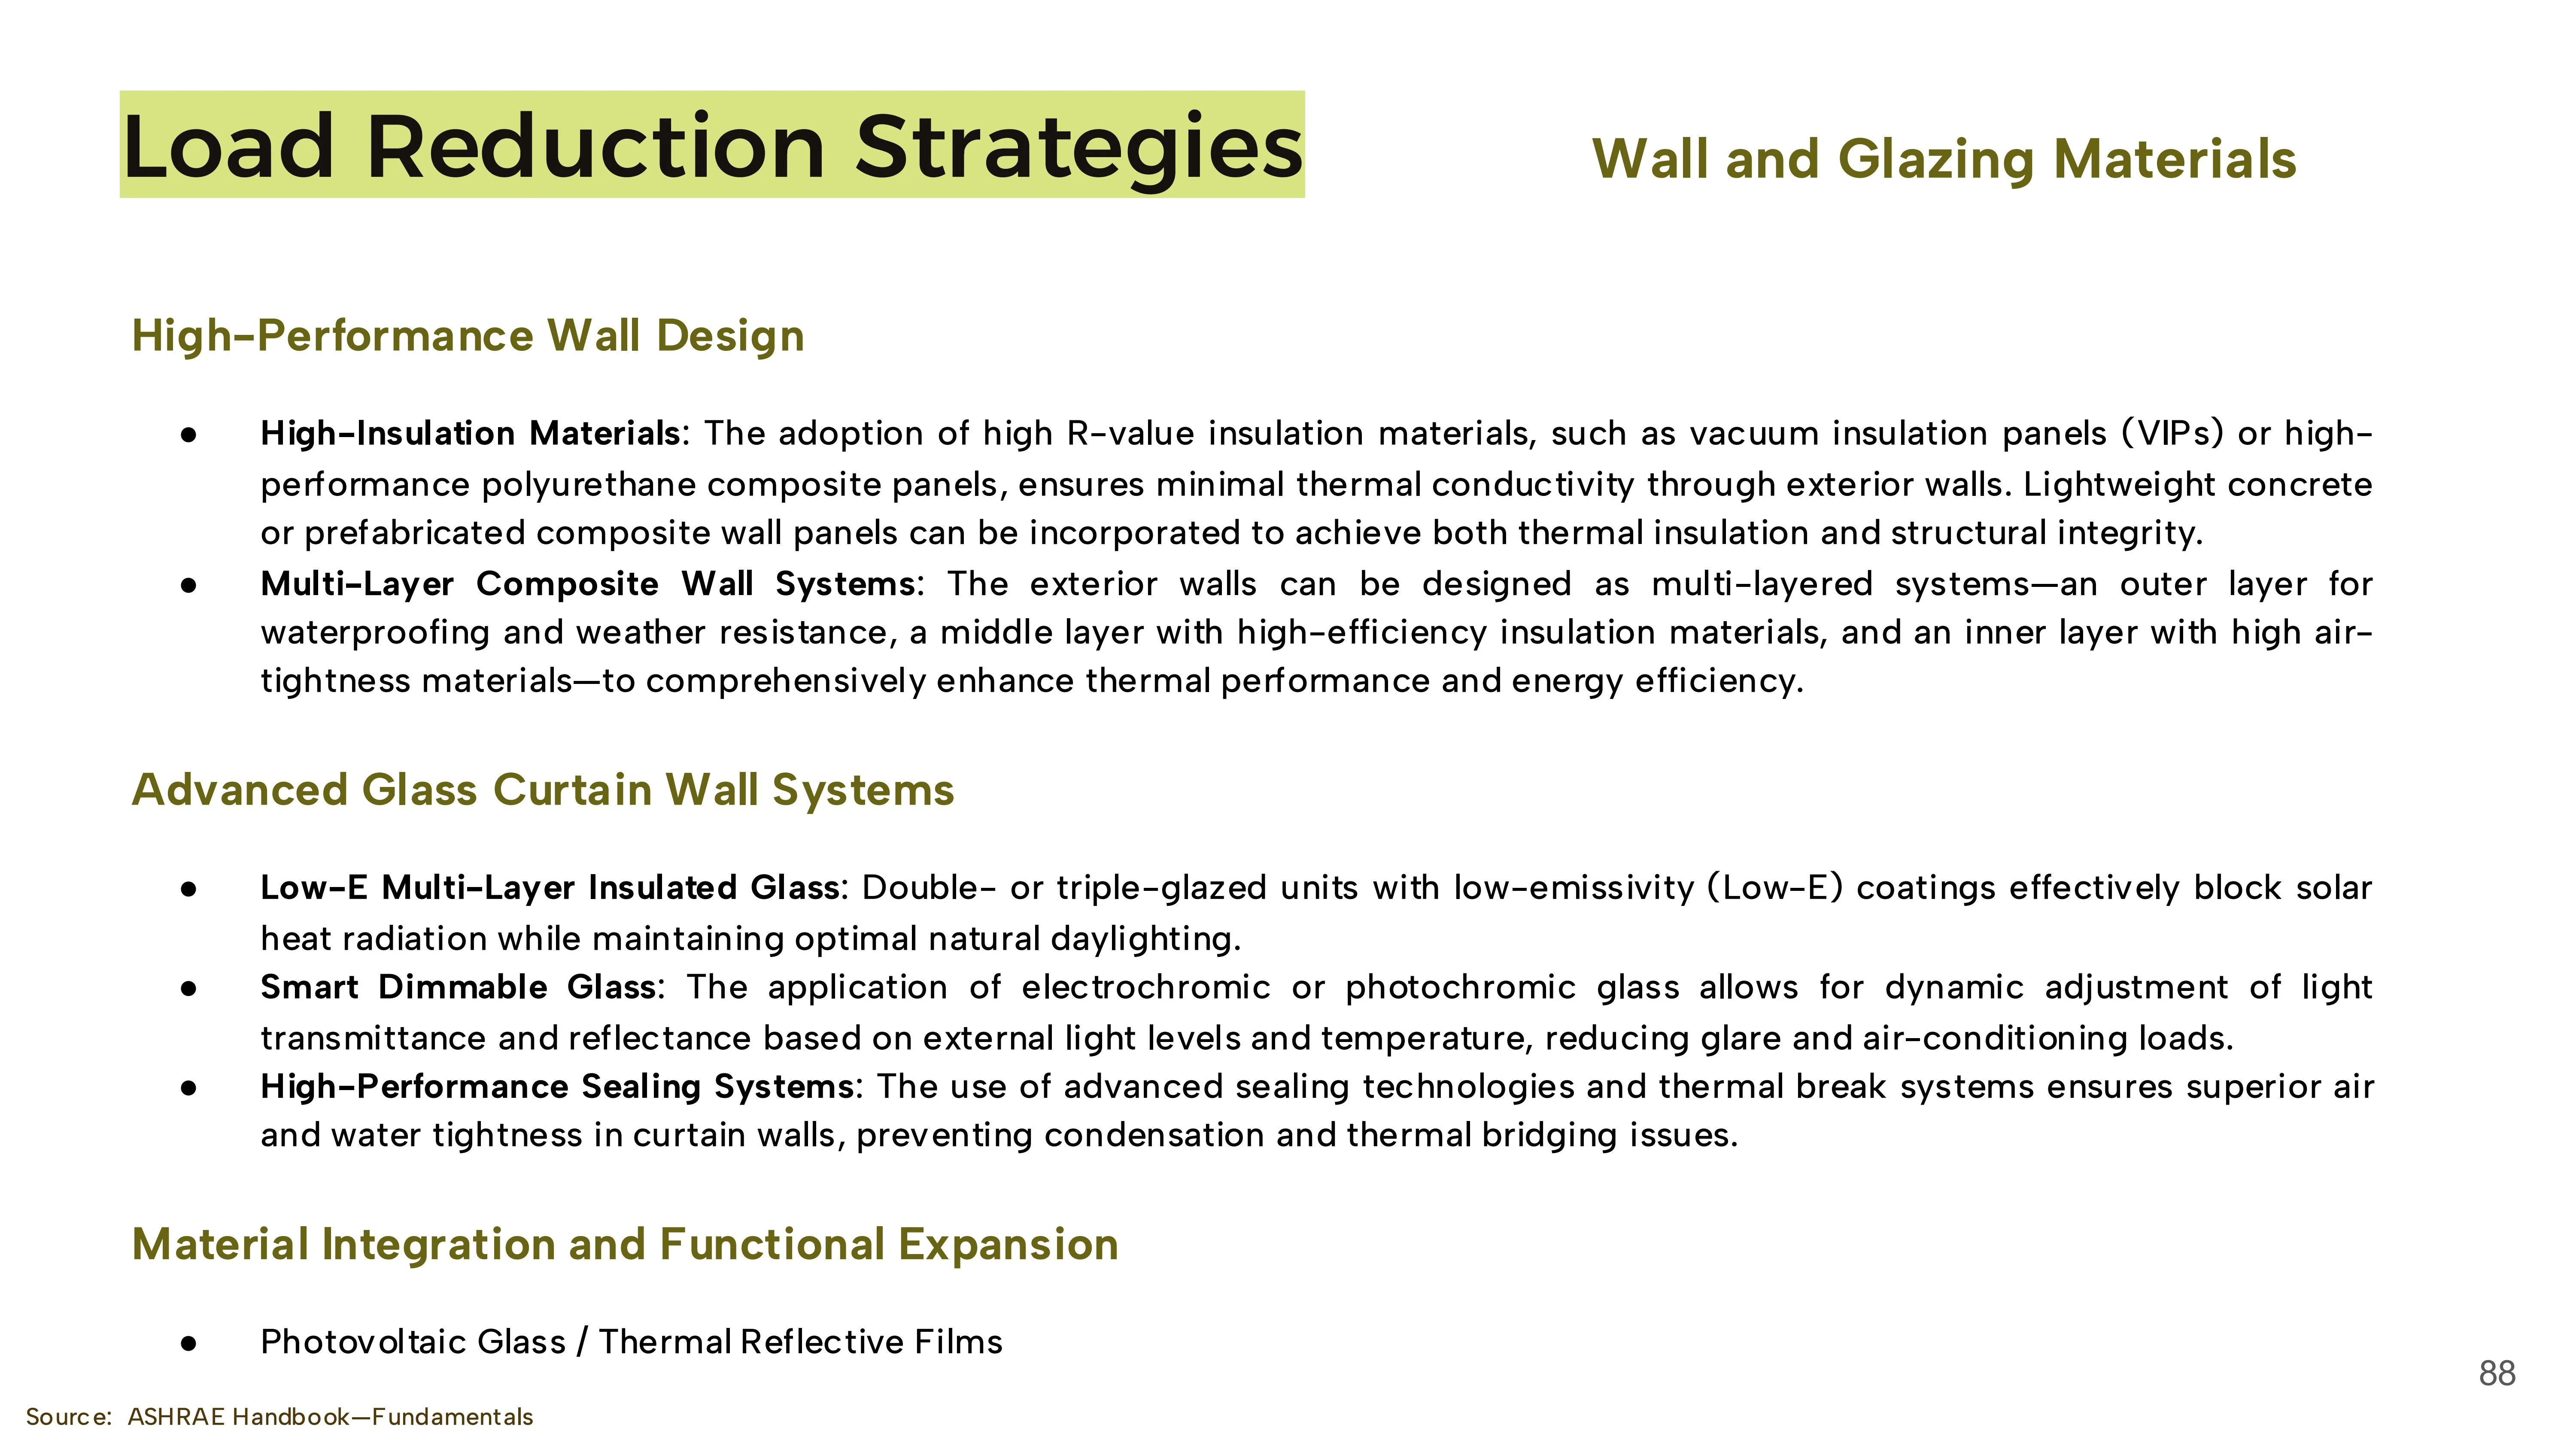 Load Reduction Strategies
Wall and Glazing Materials
High-Performance Wall Design
● High-Insulation Materials: The adoption of high R-value insulation materials, such as vacuum insulation panels (VIPs) or high-
performance polyurethane composite panels, ensures minimal thermal conductivity through exterior walls. Lightweight concrete
or prefabricated composite wall panels can be incorporated to achieve both thermal insulation and structural integrity.
● Multi-Layer Composite Wall Systems: The exterior walls can be designed as multi-layered systems—an outer layer for
waterproofing and weather resistance, a middle layer with high-efficiency insulation materials, and an inner layer with high air-
tightness materials—to comprehensively enhance thermal performance and energy efficiency.
Advanced Glass Curtain Wall Systems
● Low-E Multi-Layer Insulated Glass: Double- or triple-glazed units with low-emissivity (Low-E) coatings effectively block solar
heat radiation while maintaining optimal natural daylighting.
● Smart Dimmable Glass: The application of electrochromic or photochromic glass allows for dynamic adjustment of light
transmittance and reflectance based on external light levels and temperature, reducing glare and air-conditioning loads.
● High-Performance Sealing Systems: The use of advanced sealing technologies and thermal break systems ensures superior air
and water tightness in curtain walls, preventing condensation and thermal bridging issues.
Material Integration and Functional Expansion
● Photovoltaic Glass / Thermal Reflective Films
88
Source: ASHRAE Handbook—Fundamentals